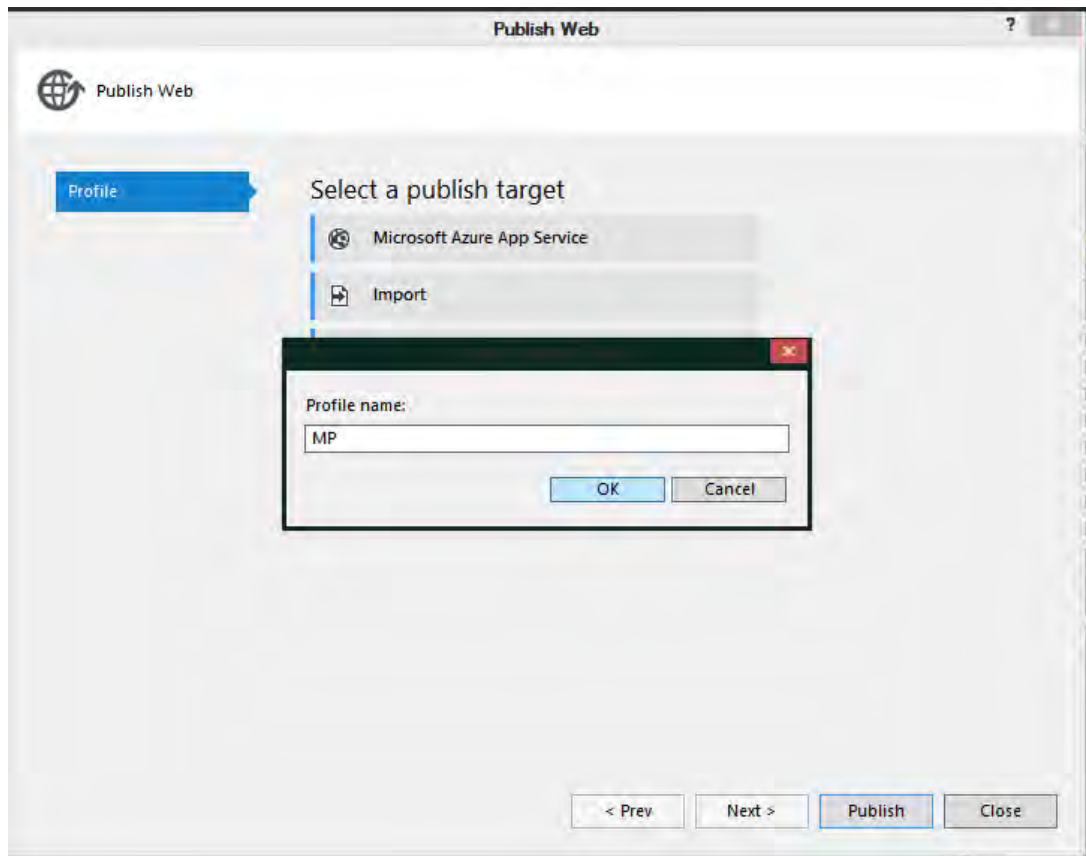 Publish Web
?
Publish Web
Profile
Select a publish target
Microsoft Azure App Service
Import
Profile name:
MP
OK Cancel
< Prev Next > Publish Close